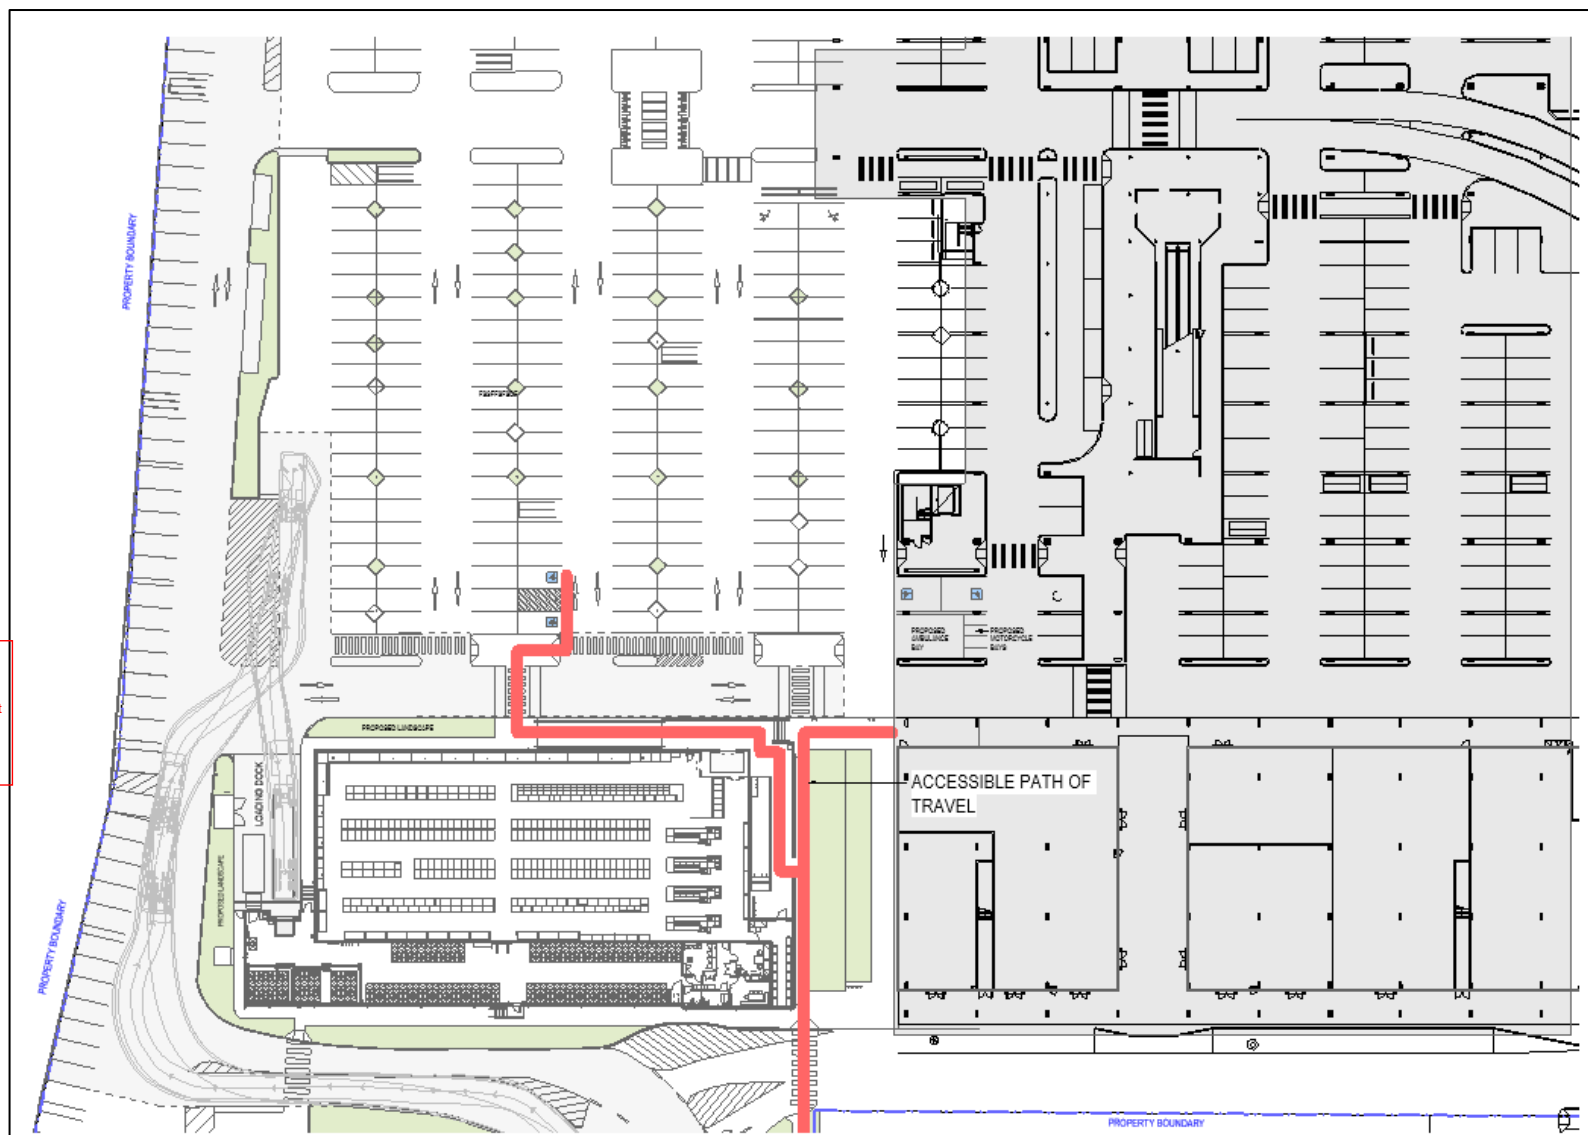 PROPERTY BOUNDARY
PROPOSED
AMBULANCE
BAY
PROPOSED
MOTORCYCLE
BAYS
t
PROPOSED LANDSCAPE
LOADING DOCK
ACCESSIBLE PATH OF
TRAVEL
PROPOSED LANDSCAPE
PROPERTY BOUNDARY
PROPERTY BOUNDARY